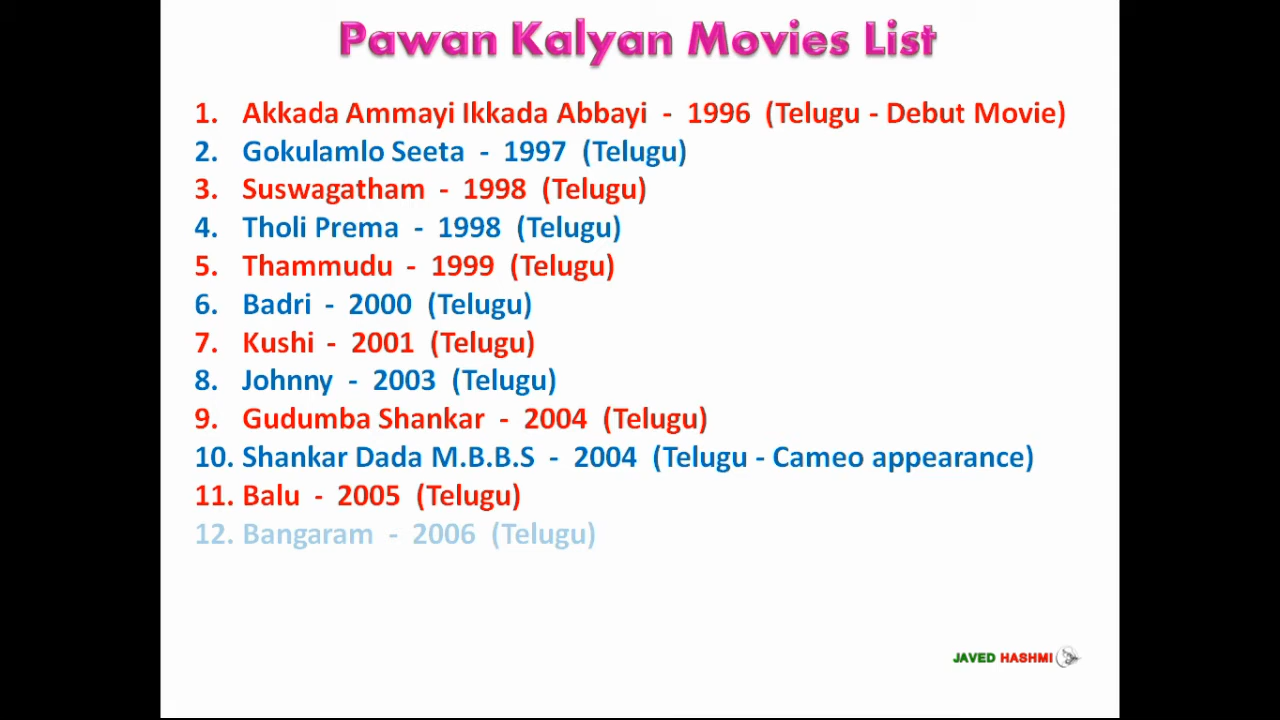 Pawan Kalyan Movies List
1. Akkada Ammayi Ikkada Abbayi - 1996 (Telugu - Debut Movie)
2. Gokulamlo Seeta - 1997 (Telugu)
3. Suswagatham - 1998 (Telugu)
4. Tholi Prema - 1998 (Telugu)
5. Thammudu - 1999 (Telugu)
6. Badri - 2000 (Telugu)
7. Kushi - 2001 (Telugu)
8. Johnny - 2003 (Telugu)
9. Gudumba Shankar - 2004 (Telugu)
10. Shankar Dada M.B.B.S - 2004 (Telugu - Cameo appearance)
11. Balu - 2005 (Telugu)
12. Bangaram - 2006 (Telugu)
JAVED HASHMI